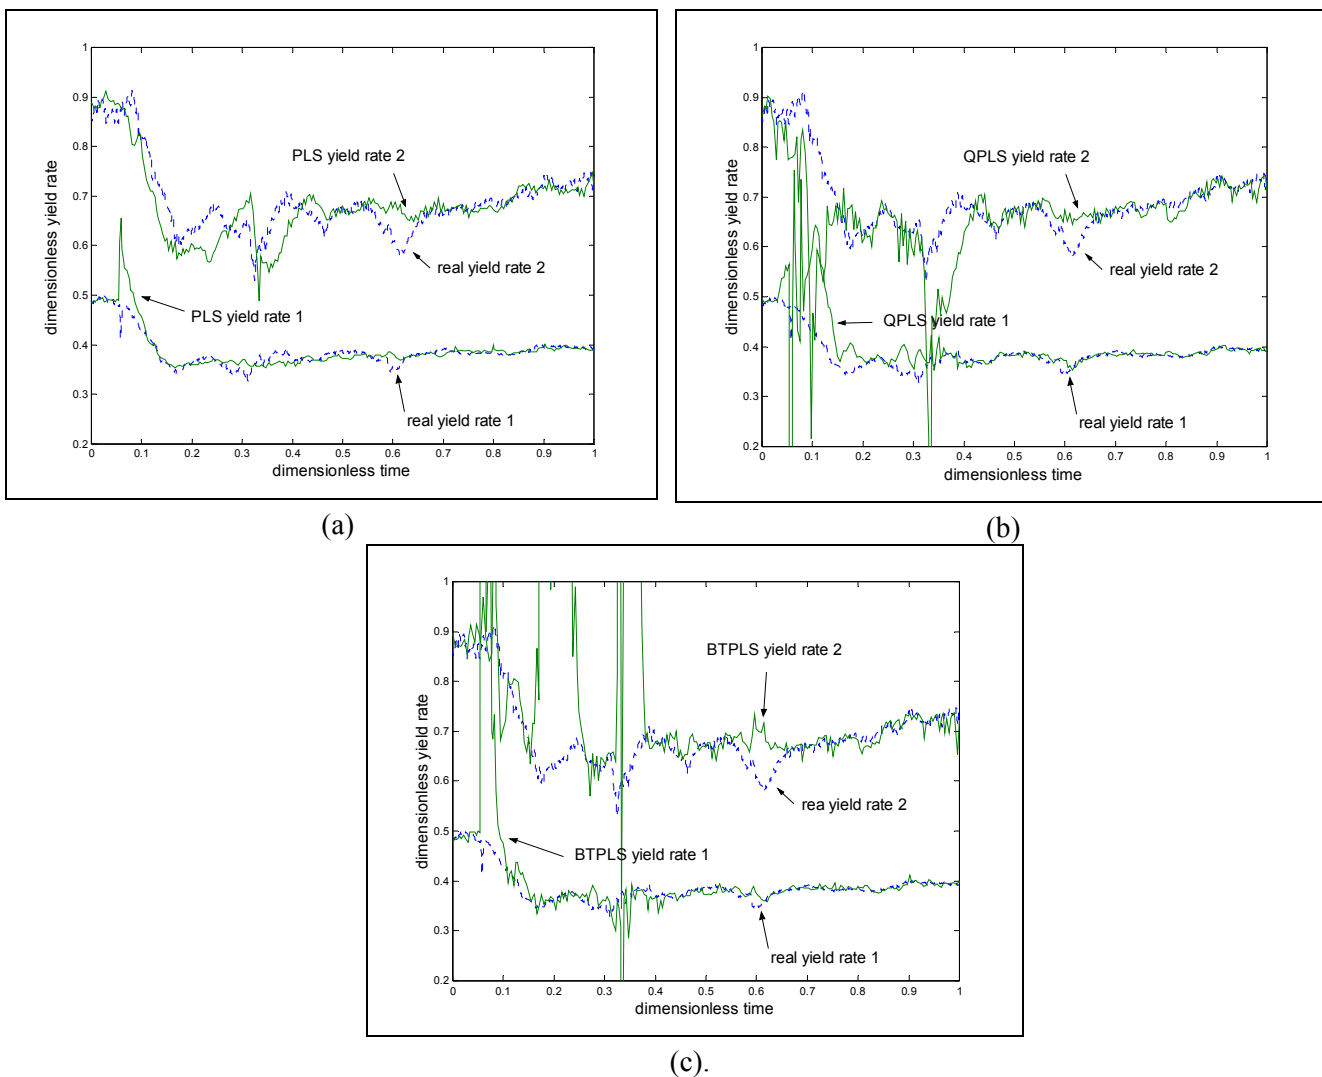 1
0.9
0.8
0.7
0.6
0.5
0.4
0.3
0.2
dimensionless yield rate
PLS yield rate 2
real yield rate 2
PLS yield rate 1
real yield rate 1
0 0.1 0.2 0.3 0.4 0.5 0.6 0.7 0.8 0.9 1
dimensionless time
(a)
1
0.9
0.8
0.7
0.6
0.5
0.4
0.3
0.2
dimensionless yield rate
QPLS yield rate 2
real yield rate 2
QPLS yield rate 1
real yield rate 1
0 0.1 0.2 0.3 0.4 0.5 0.6 0.7 0.8 0.9 1
dimensionless time
(b)
1
0.9
0.8
0.7
0.6
0.5
0.4
0.3
0.2
dimensionless yield rate
BTPLS yield rate 2
rea yield rate 2
BTPLS yield rate 1
real yield rate 1
0 0.1 0.2 0.3 0.4 0.5 0.6 0.7 0.8 0.9 1
dimensionless time
(c).